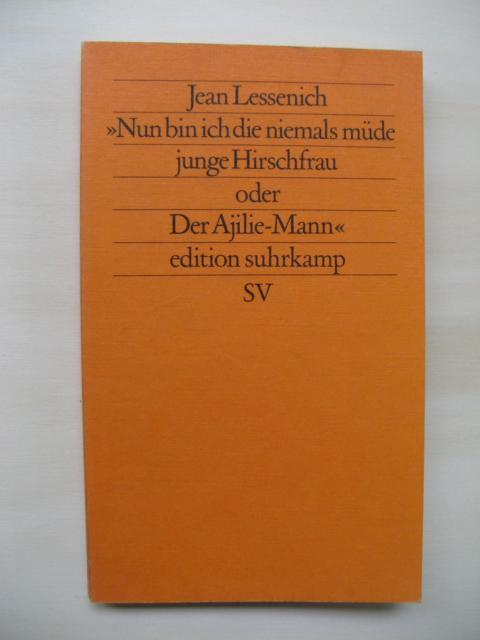 Jean Lessenich
»Nun bin ich die niemals müde
junge Hirschfrau
oder
Der Ajilie-Mann«
edition suhrkamp
SV